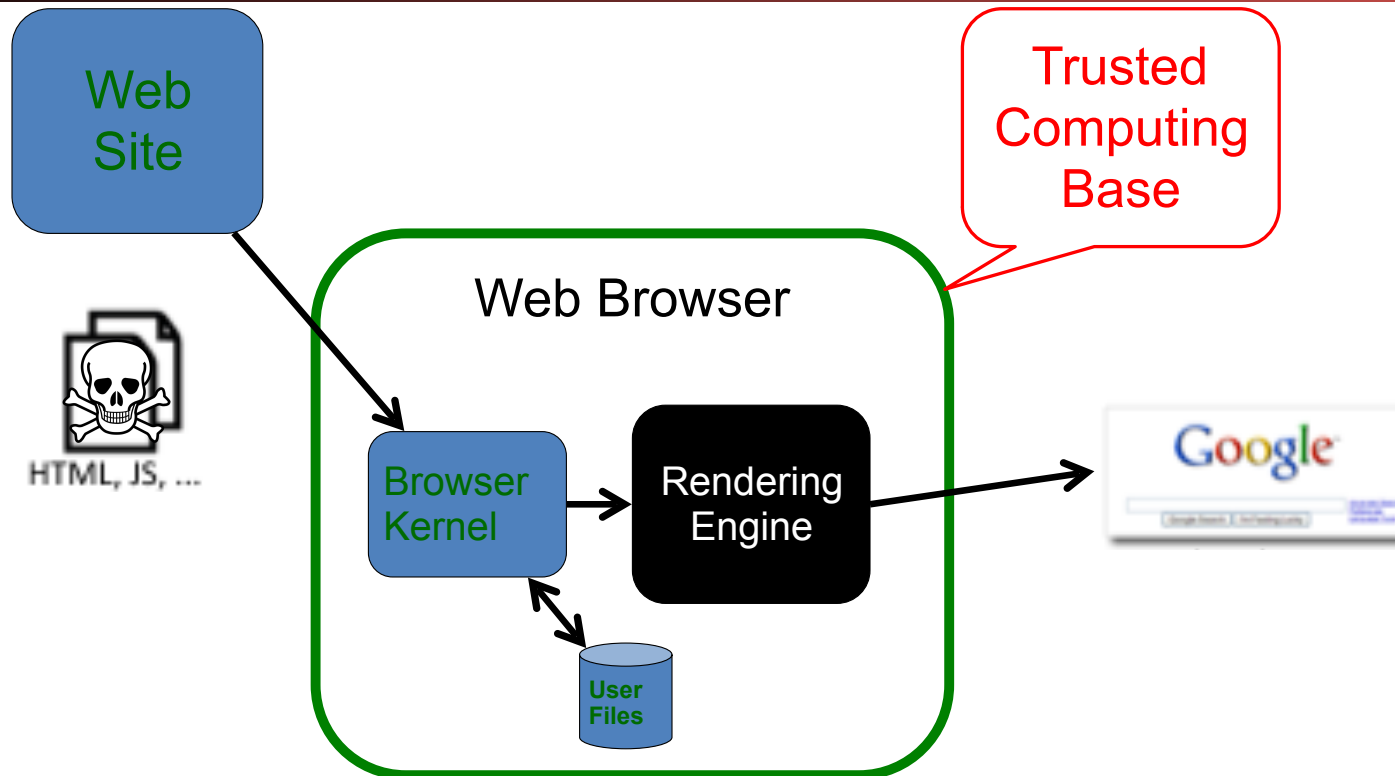 Web
Site
Trusted
Computing
Base
Web Browser
HTML, JS, ...
Browser
Kernel
Rendering
Engine
User
Files
Google